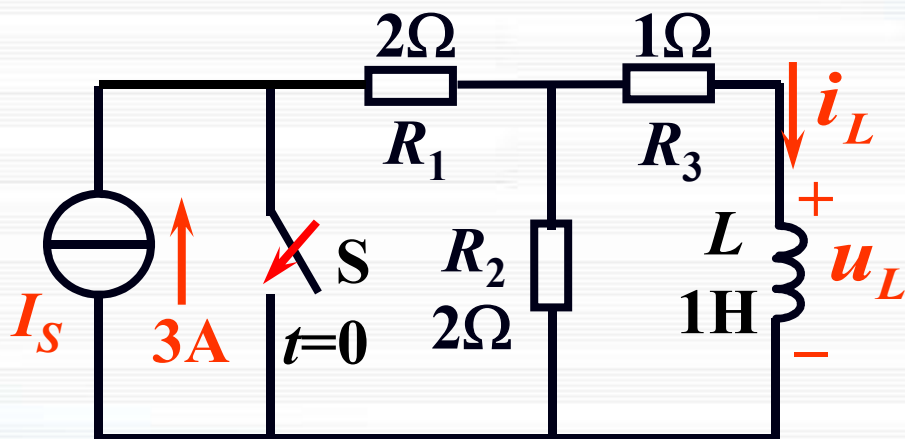 2Ω
1Ω
R1
R3
iL
+
S
R2
L
uL
IS
3A
t=0
2Ω
1H
−